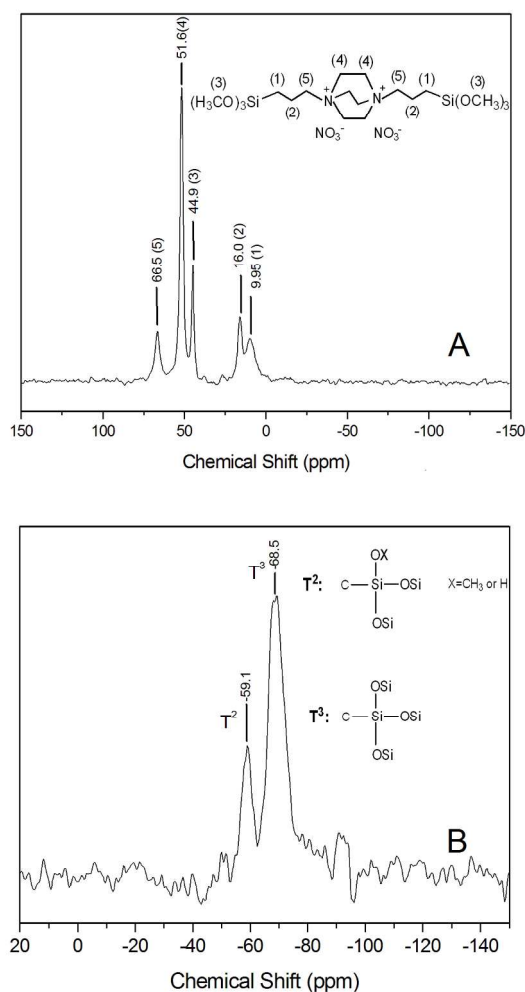 51.6(4)
(4) (4)
(3) (1) (5) (5) (1) (3)
(H₃CO)₃Si N⁺ N⁺ Si(OCH₃)₃
(2) (2)
NO₃⁻ NO₃⁻
44.9 (3)
66.5 (5)
16.0 (2)
9.95 (1)
A
150 100 50 0 -50 -100 -150
Chemical Shift (ppm)
-68.5
T³
OX
T²: C Si OSi X=CH₃ or H
OSi
-59.1
T²
OSi
T³: C Si OSi
OSi
B
20 0 -20 -40 -60 -80 -100 -120 -140
Chemical Shift (ppm)